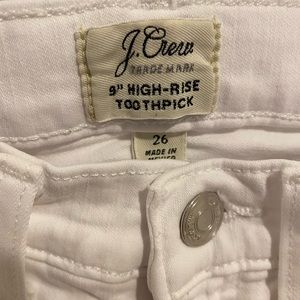 J.Crew
TRADE MARK
9" HIGH-RISE
TOOTHPICK
26
MADE IN
MEXICO